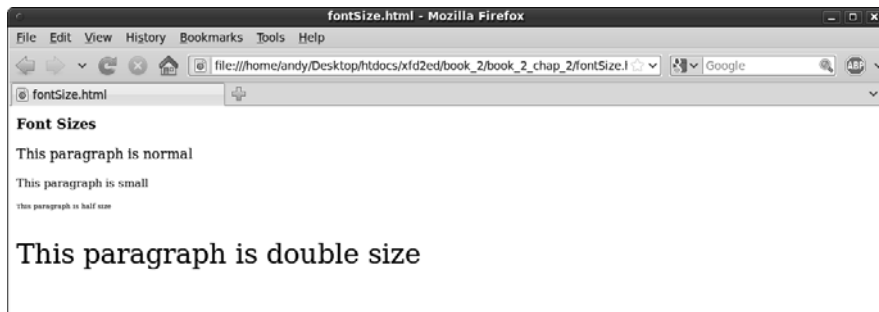 fontSize.html - Mozilla Firefox
File Edit View History Bookmarks Tools Help
file:///home/andy/Desktop/htdocs/xfd2ed/book_2/book_2_chap_2/fontSize.h Google ABP
fontSize.html
Font Sizes
This paragraph is normal
This paragraph is small
This paragraph is half size
This paragraph is double size